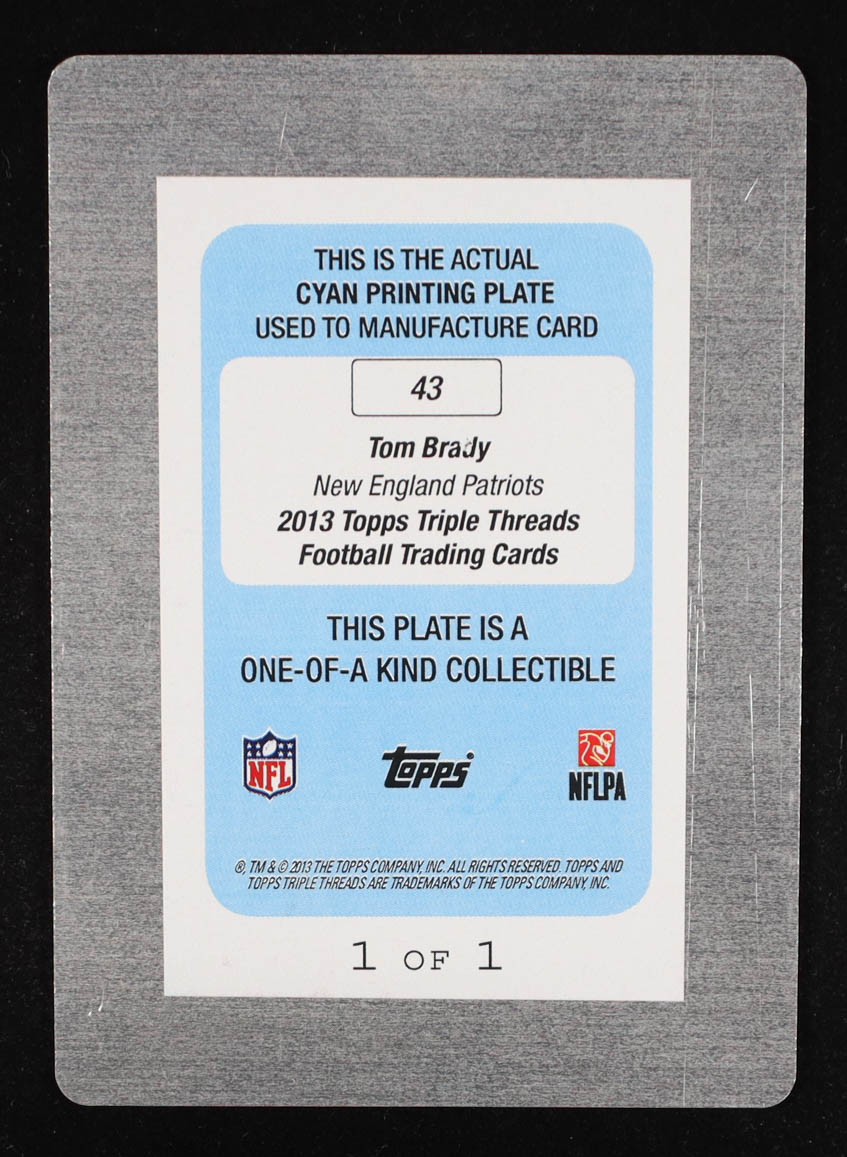 THIS IS THE ACTUAL
CYAN PRINTING PLATE
USED TO MANUFACTURE CARD
43
Tom Brady
New England Patriots
2013 Topps Triple Threads
Football Trading Cards
THIS PLATE IS A
ONE-OF-A KIND COLLECTIBLE
NFL topps® NFLPA
®, TM & © 2013 THE TOPPS COMPANY, INC. ALL RIGHTS RESERVED. TOPPS AND
TOPPS TRIPLE THREADS ARE TRADEMARKS OF THE TOPPS COMPANY, INC.
1 OF 1